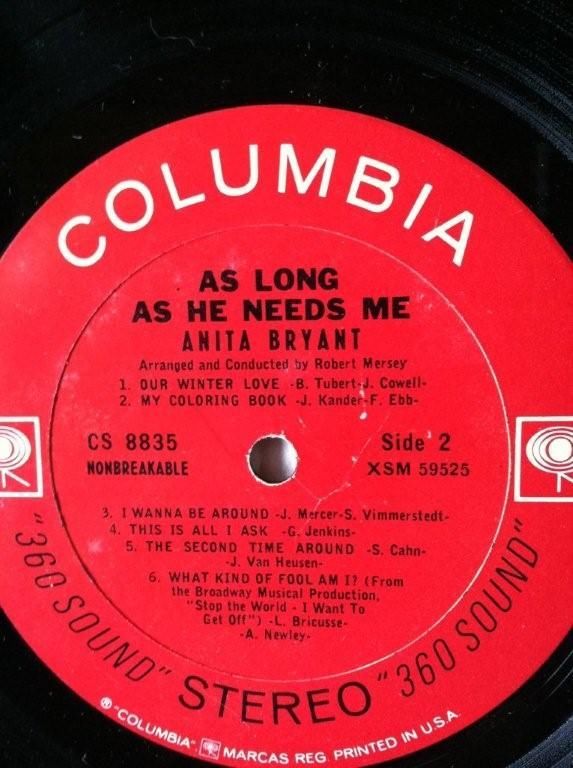 COLUMBIA
AS LONG
AS HE NEEDS ME
ANITA BRYANT
Arranged and Conducted by Robert Mersey
1. OUR WINTER LOVE -B. Tubert-J. Cowell-
2. MY COLORING BOOK -J. Kander-F. Ebb-
CS 8835
NONBREAKABLE
Side 2
XSM 59525
3. I WANNA BE AROUND -J. Mercer-S. Vimmerstedt-
4. THIS IS ALL I ASK -G. Jenkins-
5. THE SECOND TIME AROUND -S. Cahn-
-J. Van Heusen-
6. WHAT KIND OF FOOL AM I? (From
the Broadway Musical Production,
"Stop the World - I Want To
Get Off") -L. Bricusse-
-A. Newley-
"360 SOUND" STEREO "360 SOUND"
® "COLUMBIA" MARCAS REG. PRINTED IN U.S.A.